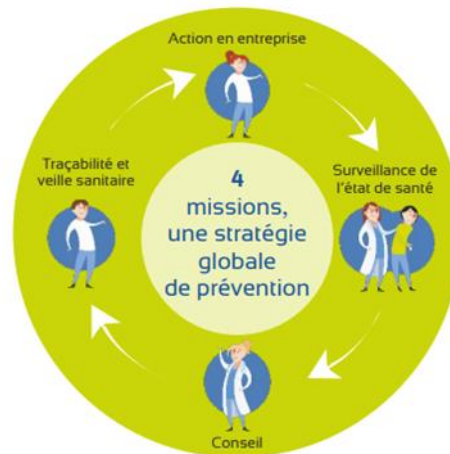 Action en entreprise
Traçabilité et
veille sanitaire
Surveillance de
l'état de santé
4
missions,
une stratégie
globale
de prévention
Conseil